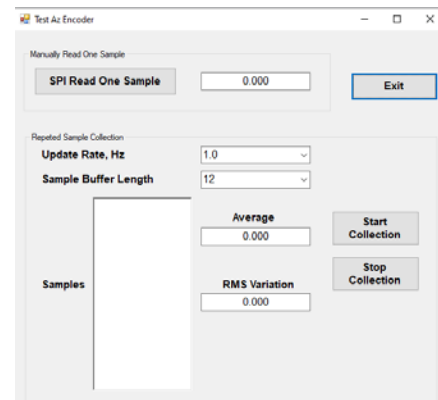 Test Az Encoder
Manually Read One Sample
SPI Read One Sample
0.000
Exit
Repeted Sample Collection
Update Rate, Hz
1.0
Sample Buffer Length
12
Average
0.000
Start
Collection
Stop
Collection
Samples
RMS Variation
0.000